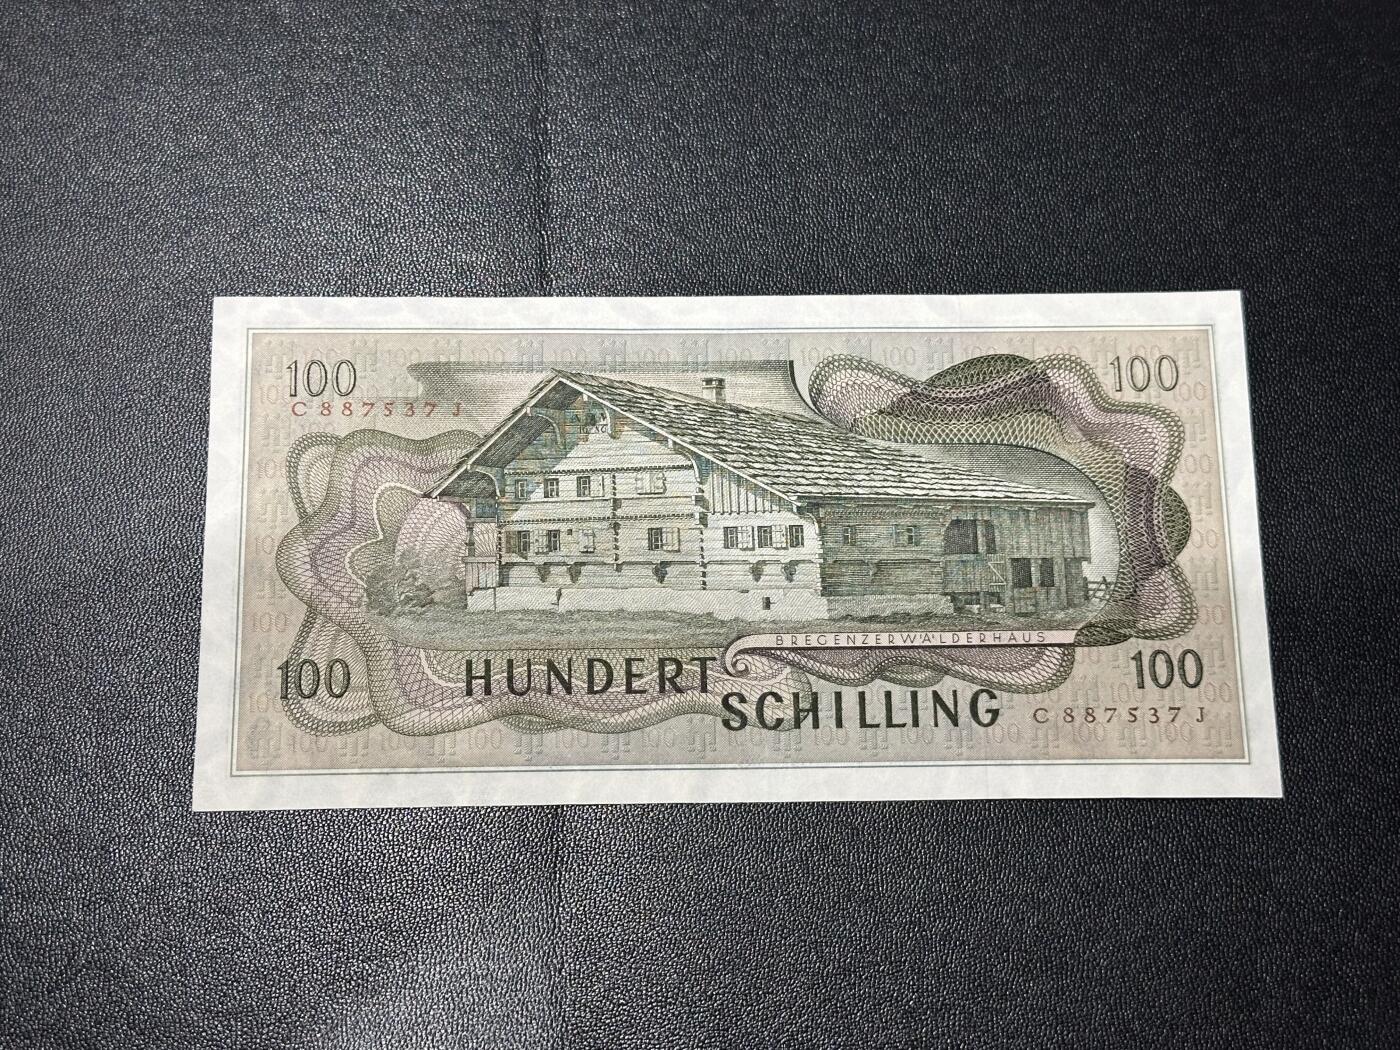 100
100
C 887537 J
BREGENZERWÄLDERHAUS
100
HUNDERT
100
SCHILLING
C 887537 J